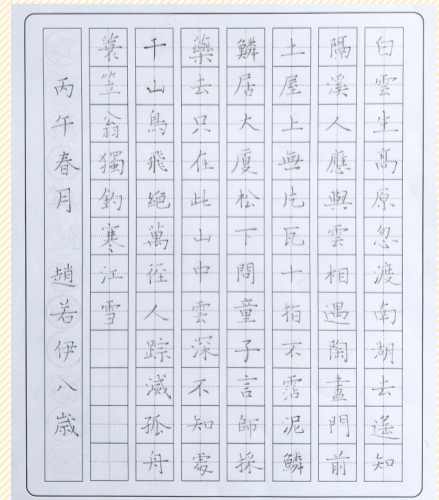 白雲生高原忽渡南湖去遙知
隔溪人應與雲相遇陶盡門前
土屋上無片瓦十指不霑泥鱗
鱗居大廈松下問童子言師採
藥去只在此山中雲深不知處
千山鳥飛絕萬徑人踪滅孤舟
蓑笠翁獨釣寒江雪
丙午春月 趙若伊八歲